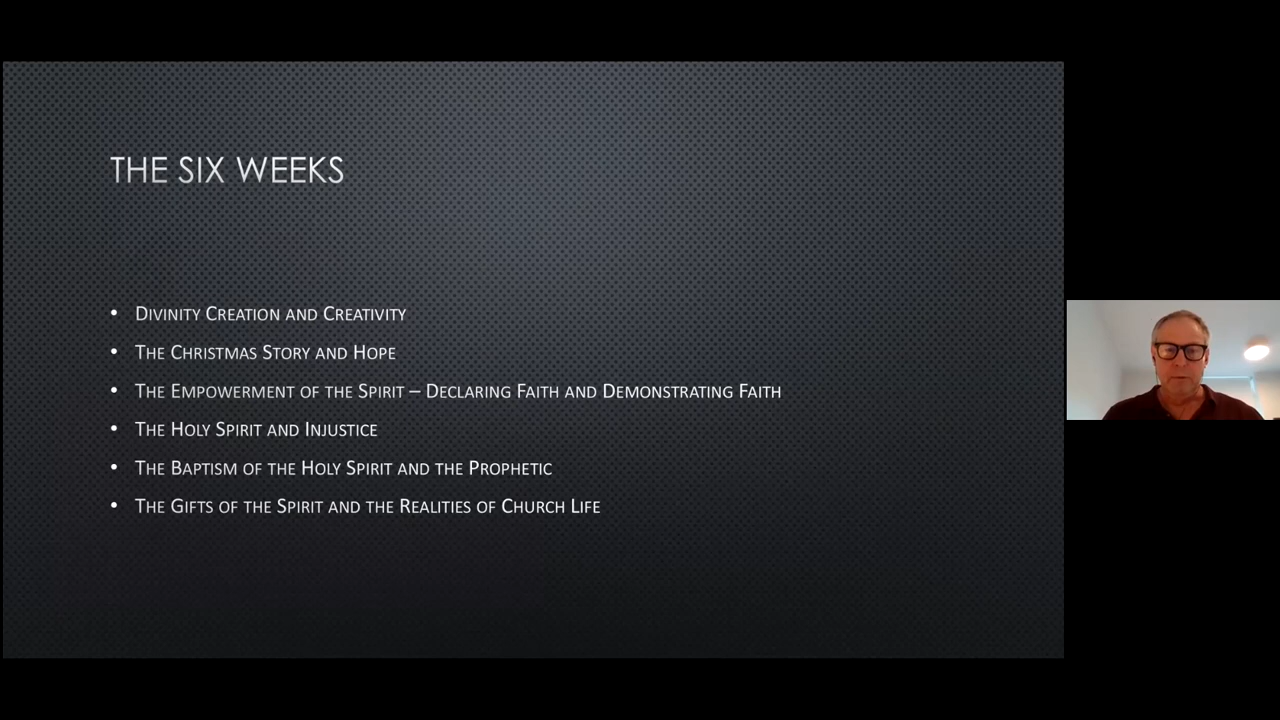 THE SIX WEEKS
• DIVINITY CREATION AND CREATIVITY
• THE CHRISTMAS STORY AND HOPE
• THE EMPOWERMENT OF THE SPIRIT – DECLARING FAITH AND DEMONSTRATING FAITH
• THE HOLY SPIRIT AND INJUSTICE
• THE BAPTISM OF THE HOLY SPIRIT AND THE PROPHETIC
• THE GIFTS OF THE SPIRIT AND THE REALITIES OF CHURCH LIFE